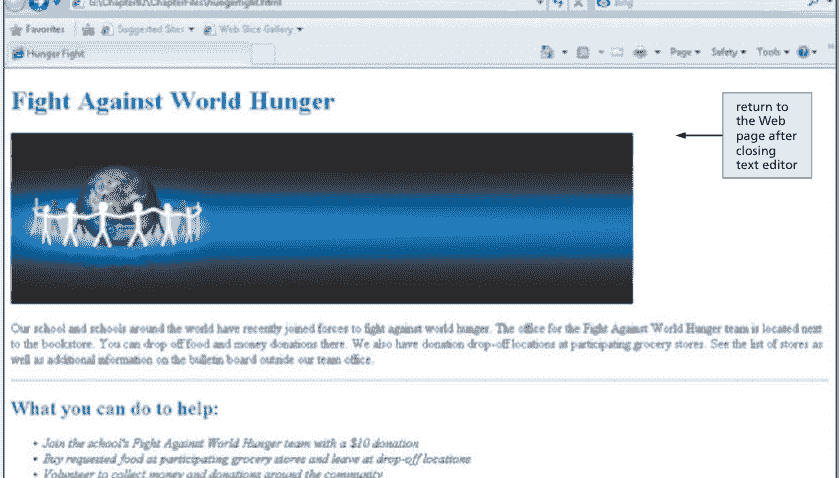 G:\Chapter02\ChapterFiles\hungerfight.html
Bing
Favorites Suggested Sites Web Slice Gallery
Hunger Fight
Page Safety Tools
Fight Against World Hunger
return to
the Web
page after
closing
text editor
Our school and schools around the world have recently joined forces to fight against world hunger. The office for the Fight Against World Hunger team is located next
to the bookstore. You can drop off food and money donations there. We also have donation drop-off locations at participating grocery stores. See the list of stores as
well as additional information on the bulletin board outside our team office.
What you can do to help:
• Join the school's Fight Against World Hunger team with a $10 donation
• Buy requested food at participating grocery stores and leave at drop-off locations
• Volunteer to collect money and donations around the community